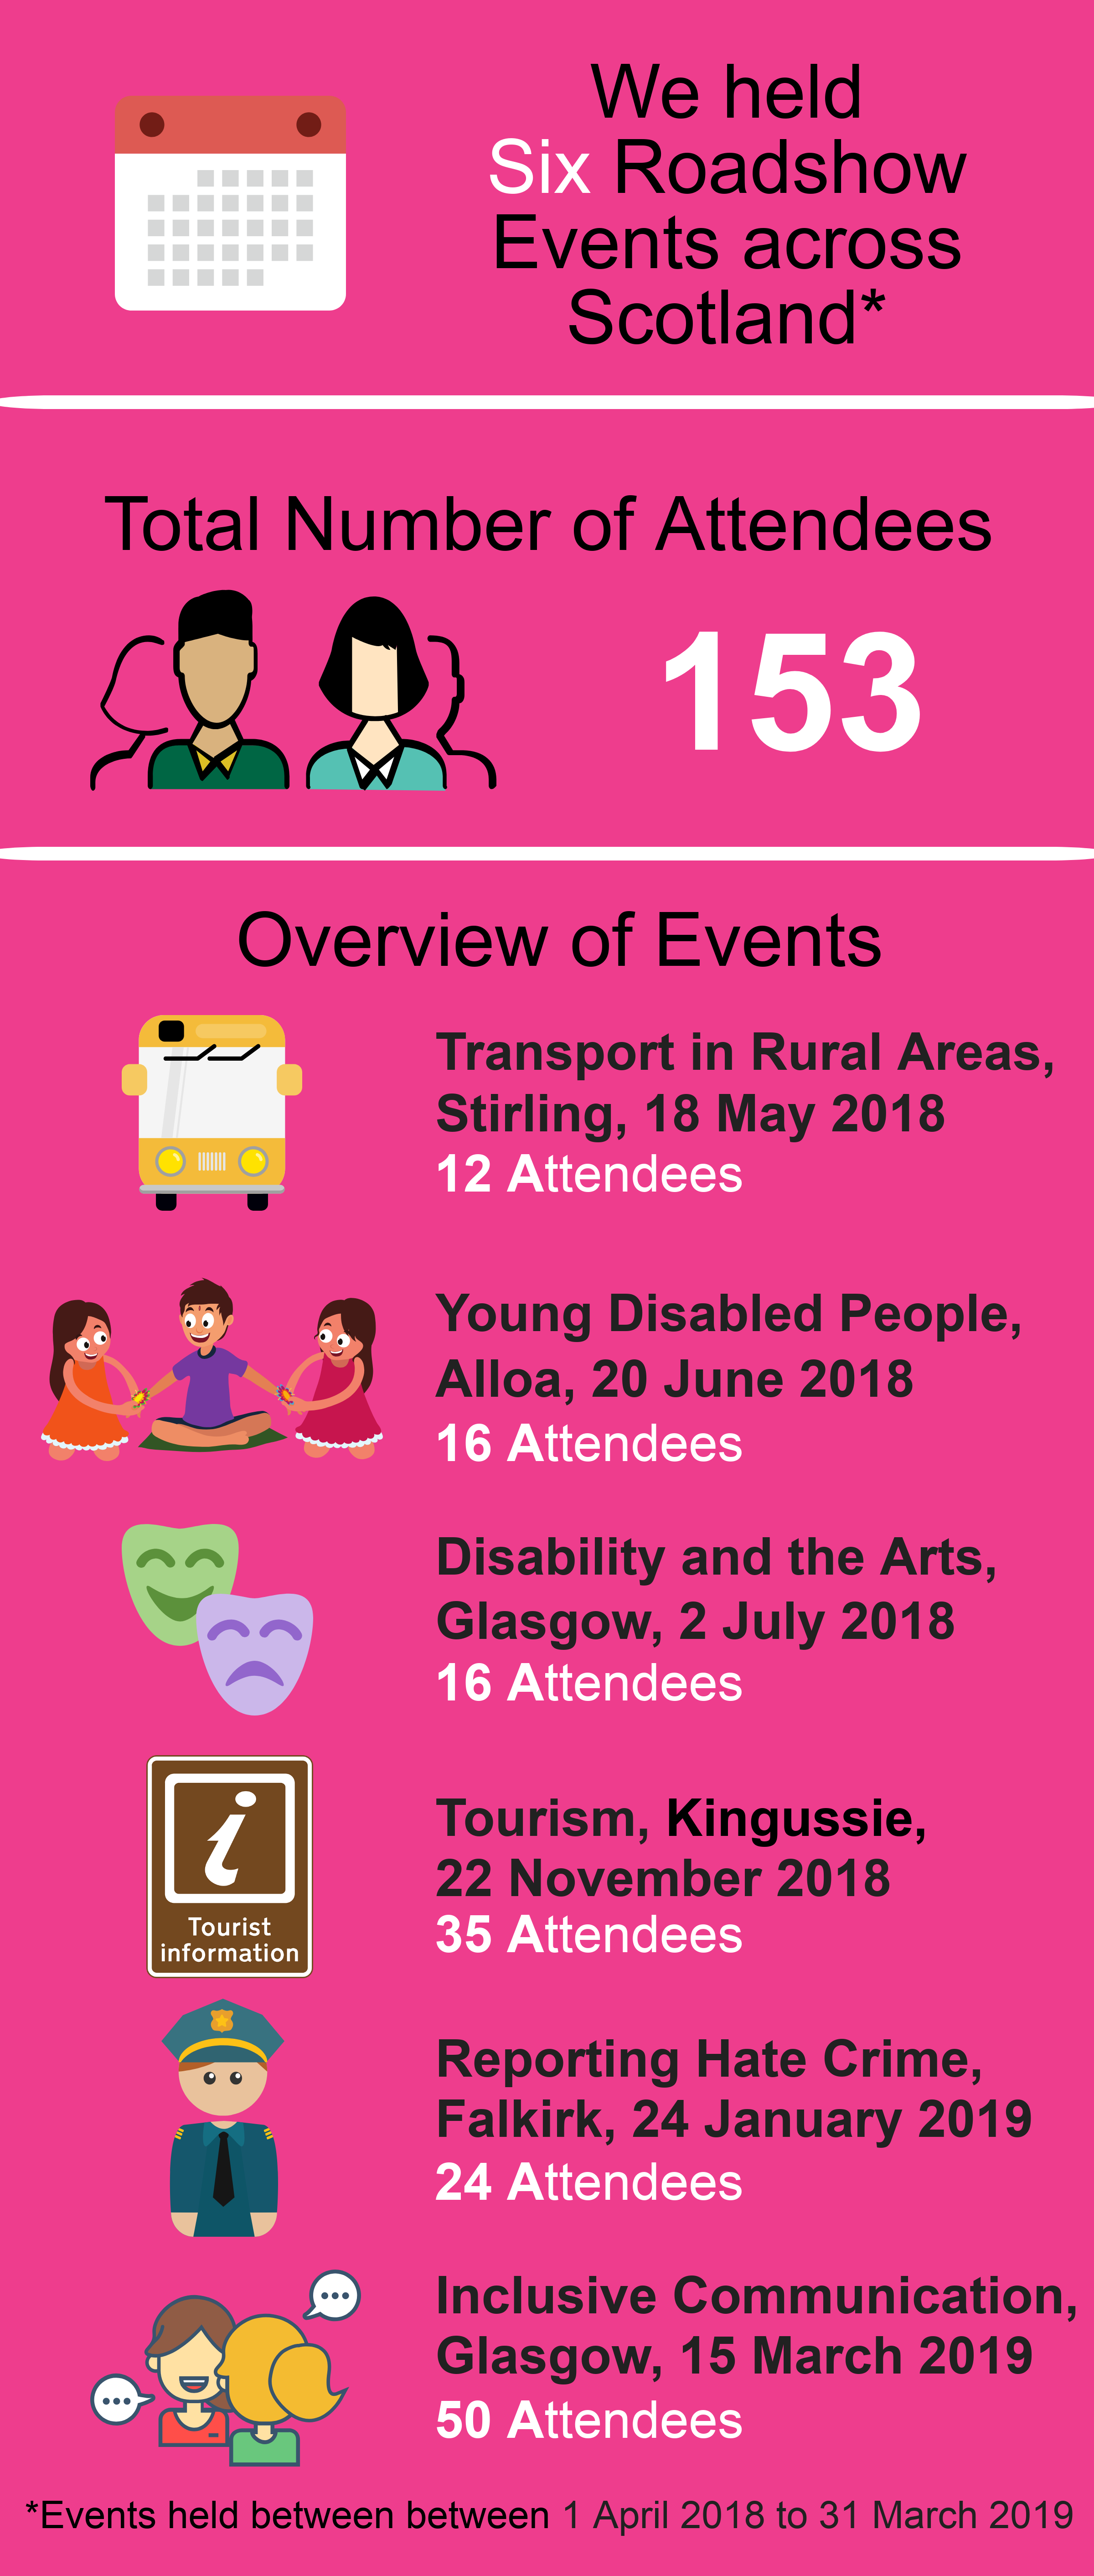 We held
Six Roadshow
Events across
Scotland*
Total Number of Attendees
153
Overview of Events
Transport in Rural Areas,
Stirling, 18 May 2018
12 Attendees
Young Disabled People,
Alloa, 20 June 2018
16 Attendees
Disability and the Arts,
Glasgow, 2 July 2018
16 Attendees
Tourist
information
Tourism, Kingussie,
22 November 2018
35 Attendees
Reporting Hate Crime,
Falkirk, 24 January 2019
24 Attendees
Inclusive Communication,
Glasgow, 15 March 2019
50 Attendees
*Events held between between 1 April 2018 to 31 March 2019